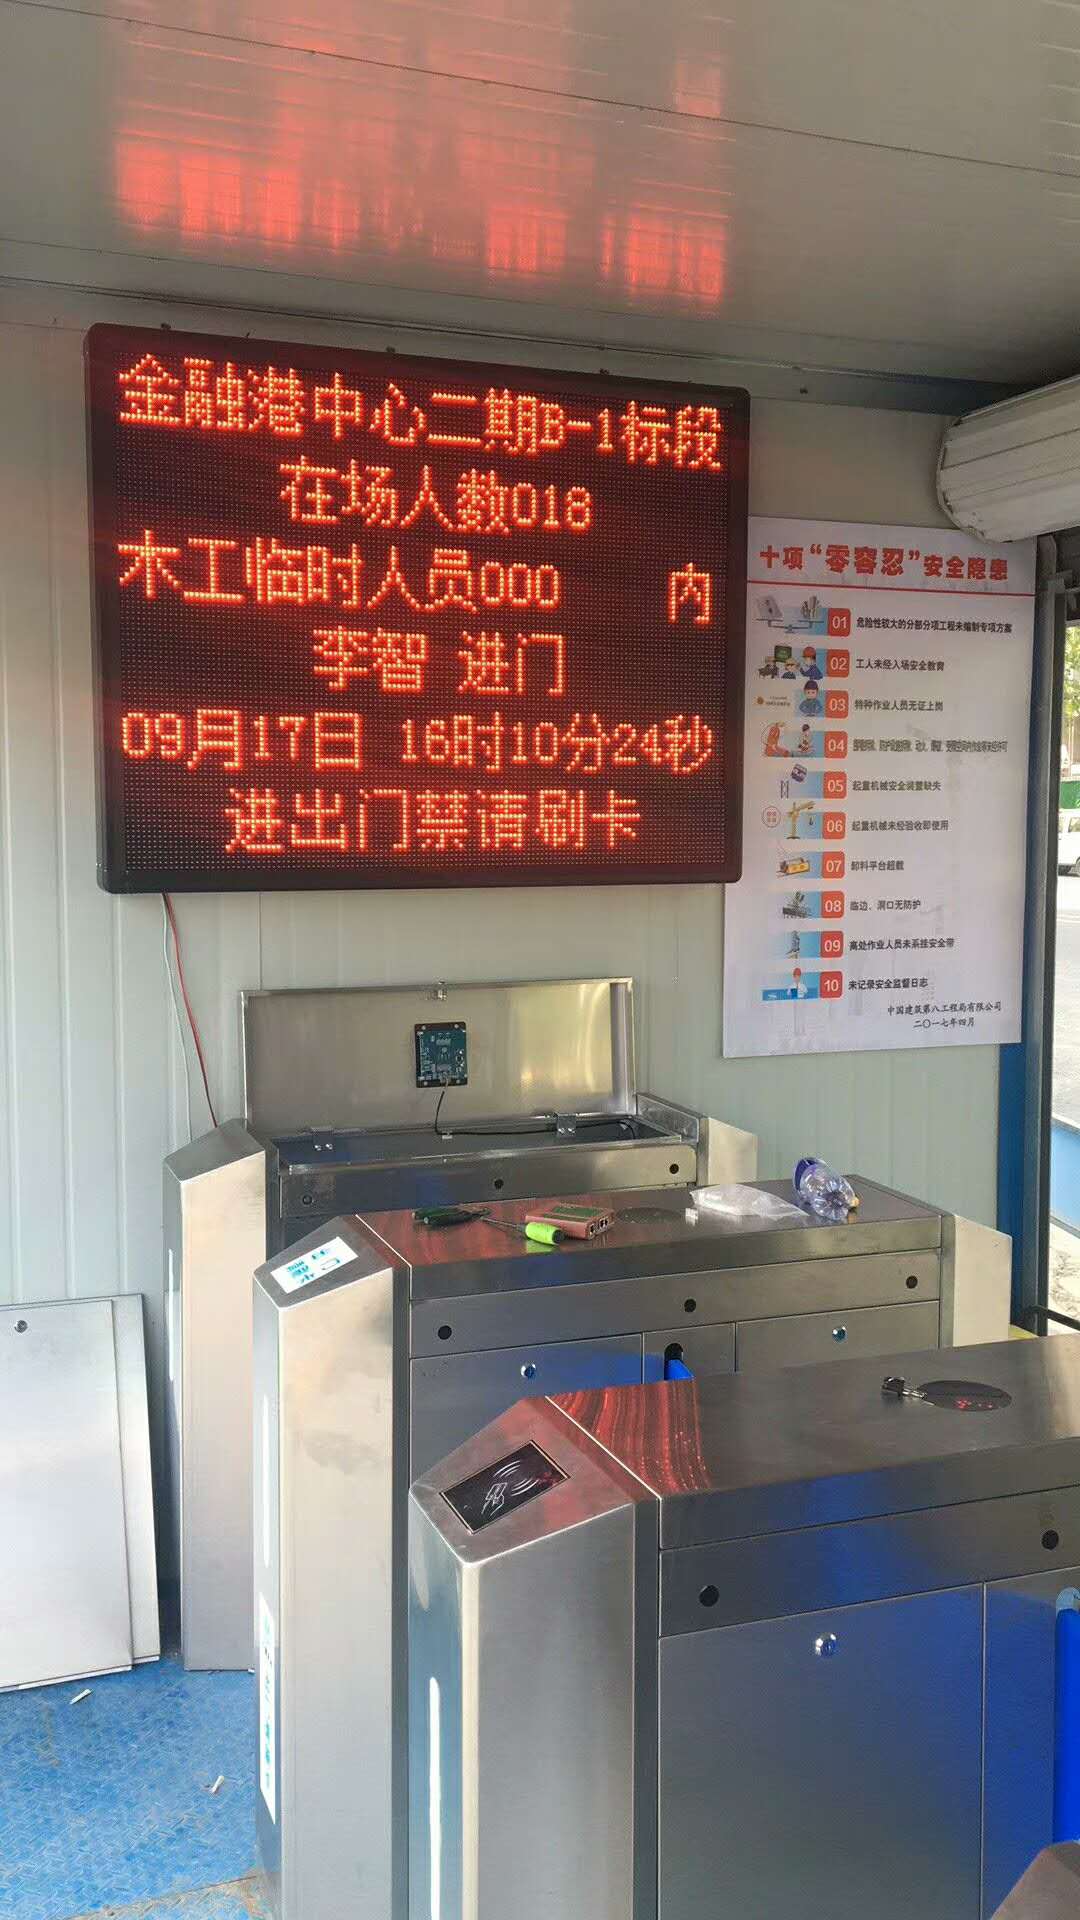 金融港中心二期B-1标段
在场人数018
木工临时人员000 内
李智 进门
09月17日 16时10分24秒
进出门禁请刷卡
十项“零容忍”安全隐患
01 危险性较大的分部分项工程未编制专项方案
02 工人未经入场安全教育
03 特种作业人员无证上岗
04
05 起重机械安全装置缺失
06 起重机械未经验收即使用
07 卸料平台超载
08 临边、洞口无防护
09 高处作业人员未系挂安全带
10 未记录安全监督日志
中国建筑第八工程局有限公司
二〇一七年四月